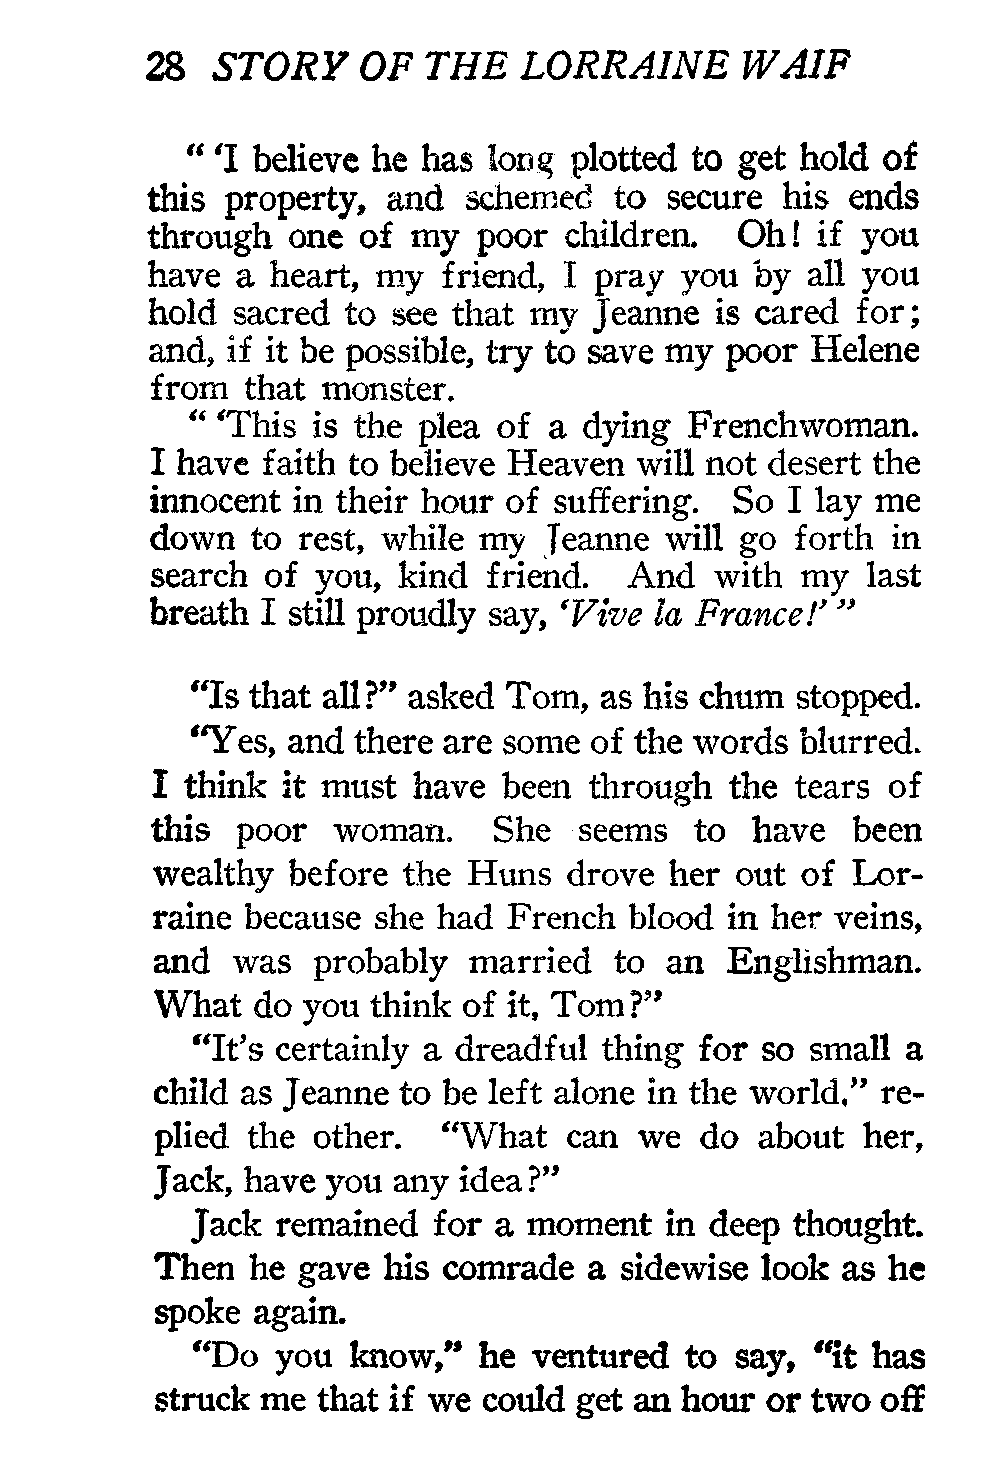 28 STORY OF THE LORRAINE WAIF
“ ‘I believe he has long plotted to get hold of
this property, and schemed to secure his ends
through one of my poor children. Oh! if you
have a heart, my friend, I pray you by all you
hold sacred to see that my Jeanne is cared for;
and, if it be possible, try to save my poor Helene
from that monster.
“ ‘This is the plea of a dying Frenchwoman.
I have faith to believe Heaven will not desert the
innocent in their hour of suffering. So I lay me
down to rest, while my Jeanne will go forth in
search of you, kind friend. And with my last
breath I still proudly say, ‘Vive la France!’ ”
“Is that all?” asked Tom, as his chum stopped.
“Yes, and there are some of the words blurred.
I think it must have been through the tears of
this poor woman. She seems to have been
wealthy before the Huns drove her out of Lor-
raine because she had French blood in her veins,
and was probably married to an Englishman.
What do you think of it, Tom?”
“It’s certainly a dreadful thing for so small a
child as Jeanne to be left alone in the world,” re-
plied the other. “What can we do about her,
Jack, have you any idea?”
Jack remained for a moment in deep thought.
Then he gave his comrade a sidewise look as he
spoke again.
“Do you know,” he ventured to say, “it has
struck me that if we could get an hour or two off